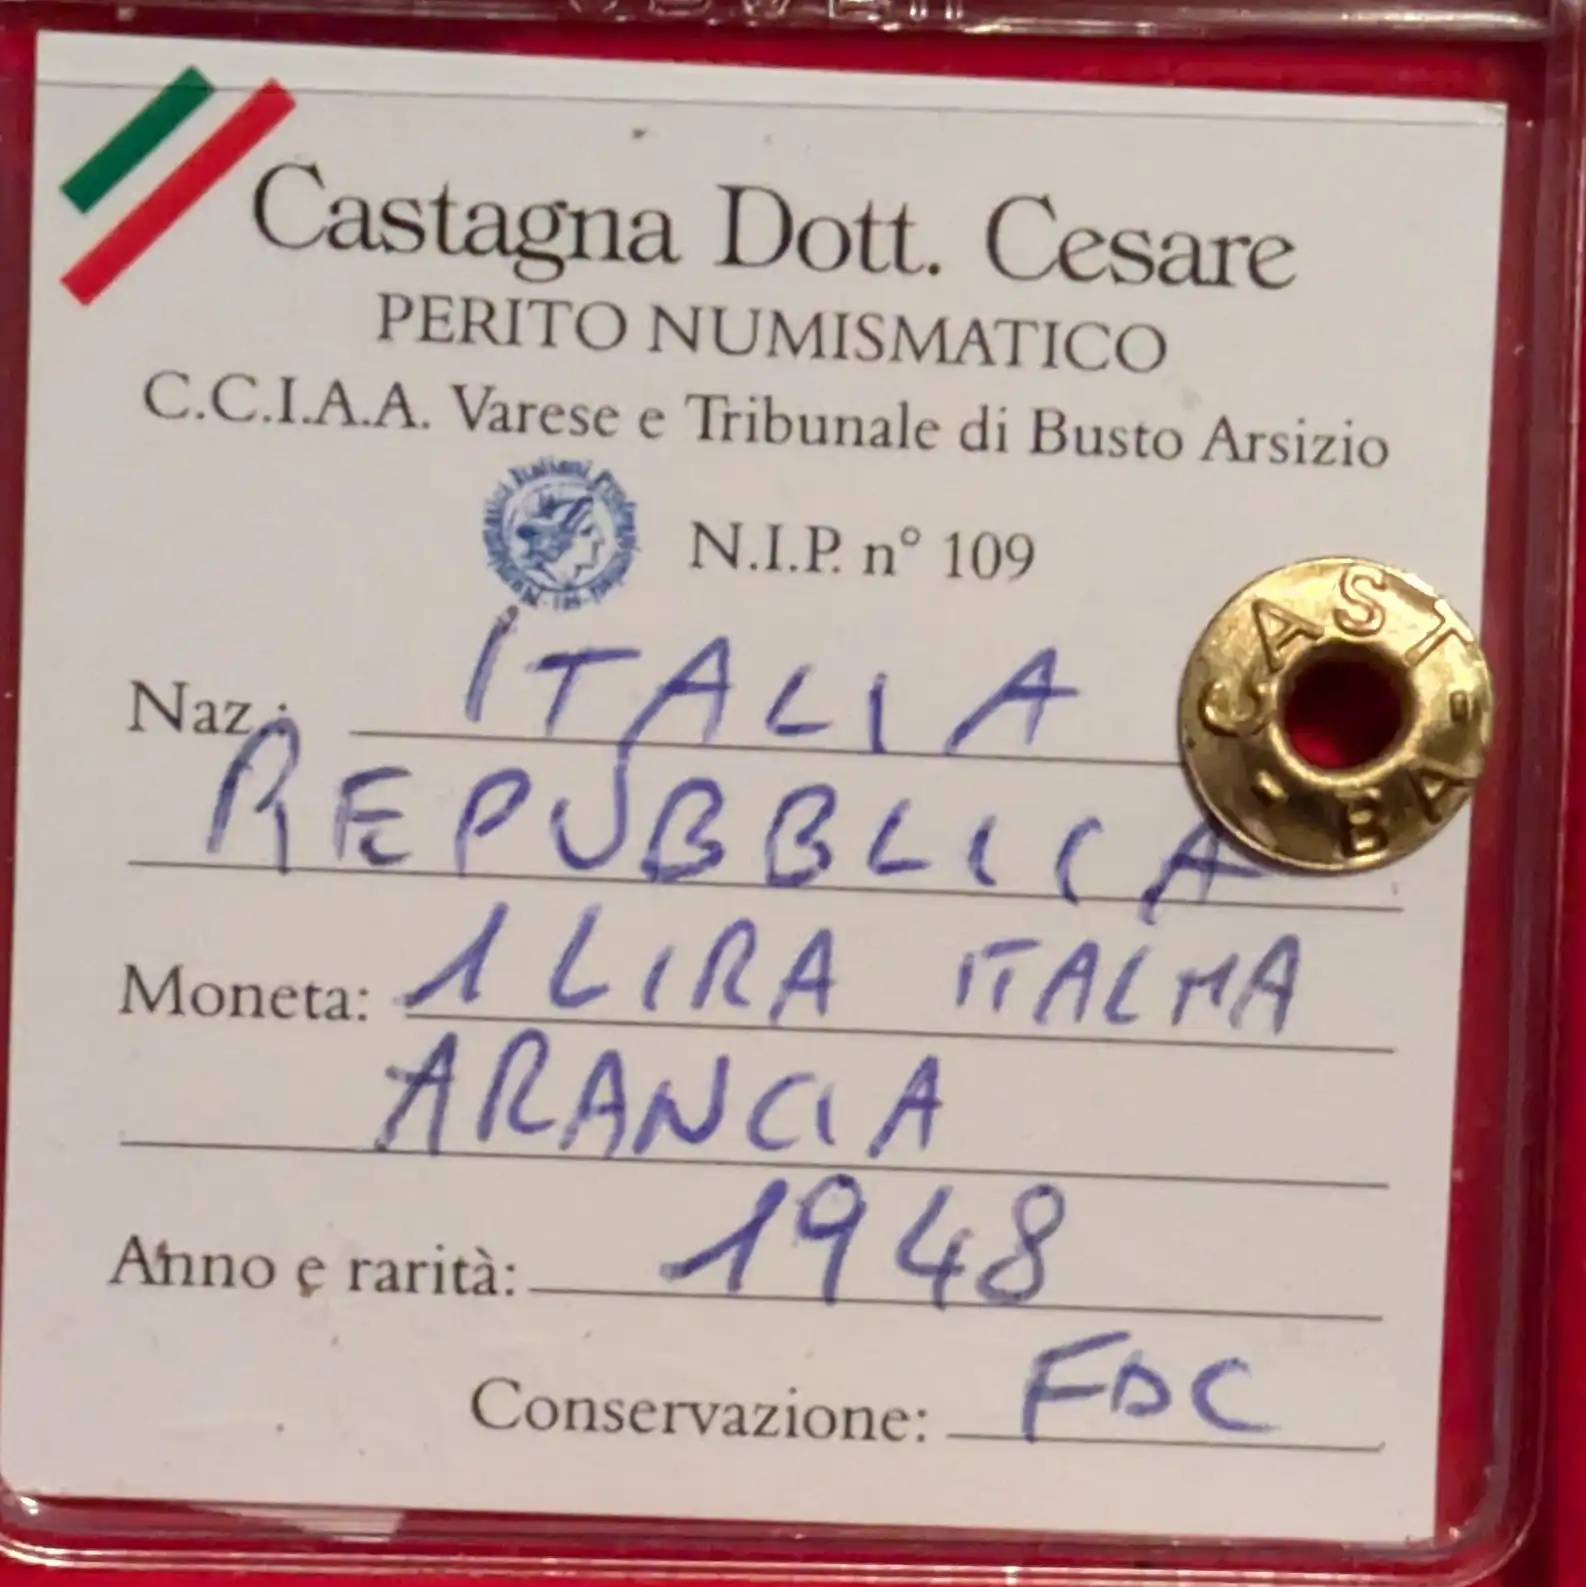 Castagna Dott. Cesare
PERITO NUMISMATICO
C.C.I.A.A. Varese e Tribunale di Busto Arsizio
N.I.P. n° 109
CAST
BA
Naz.: ITALIA
REPUBBLICA
Moneta: 1 LIRA ITALMA
ARANCIA
Anno e rarità: 1948
Conservazione: FDC